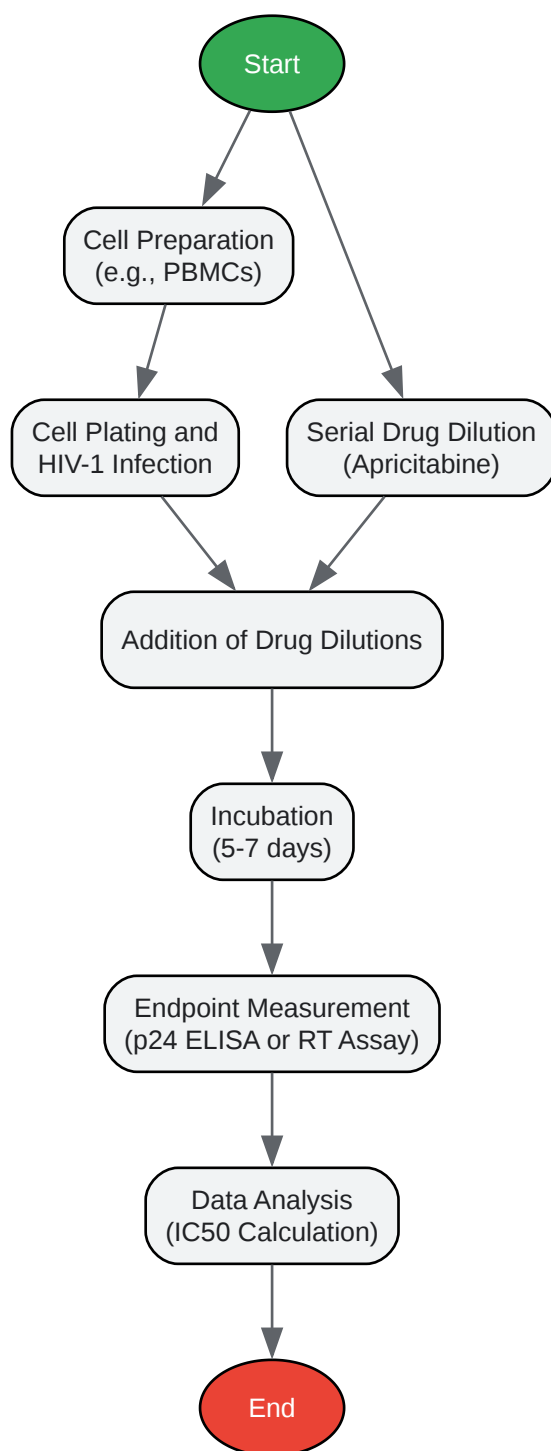 Start
Cell Preparation
(e.g., PBMCs)
Cell Plating and
HIV-1 Infection
Serial Drug Dilution
(Apricitabine)
Addition of Drug Dilutions
Incubation
(5-7 days)
Endpoint Measurement
(p24 ELISA or RT Assay)
Data Analysis
(IC50 Calculation)
End